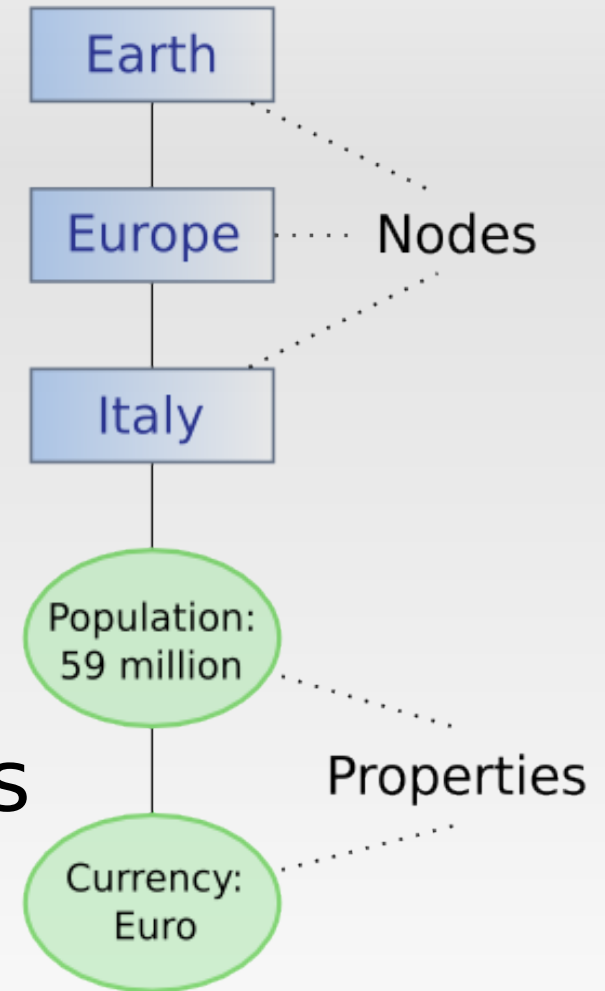 Earth
Europe
Nodes
Italy
Population:
59 million
s
Properties
Currency:
Euro